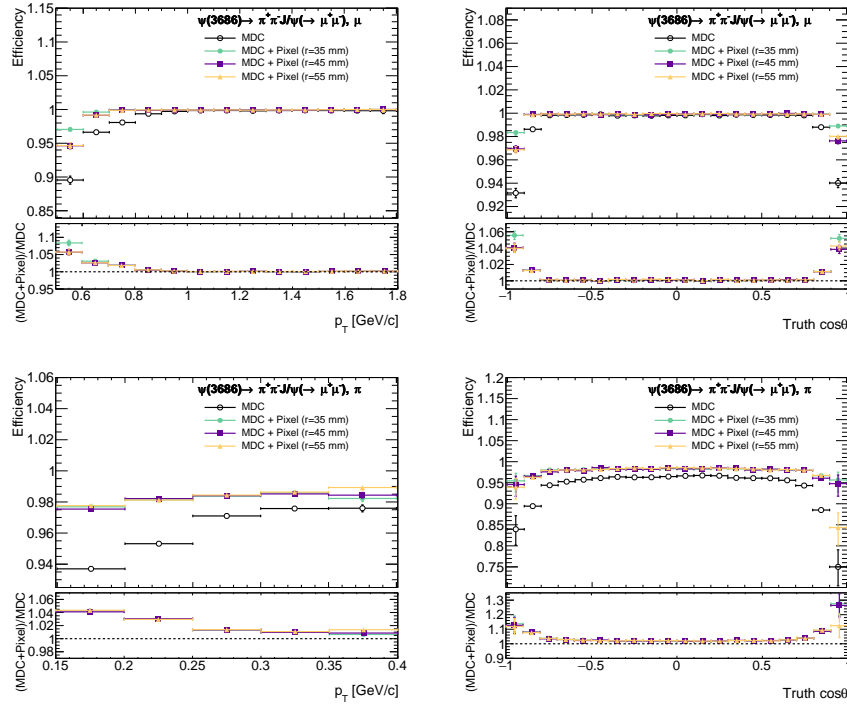 Efficiency
1.15
1.1
1.05
1
0.95
0.9
0.85
ψ(3686)→ π⁺π⁻J/ψ(→ μ⁺μ⁻), μ
MDC
MDC + Pixel (r=35 mm)
MDC + Pixel (r=45 mm)
MDC + Pixel (r=55 mm)
(MDC+Pixel)/MDC
1.1
1.05
1
0.95
0.6 0.8 1 1.2 1.4 1.6 1.8
p_T [GeV/c]
Efficiency
1.08
1.06
1.04
1.02
1
0.98
0.96
0.94
0.92
ψ(3686)→ π⁺π⁻J/ψ(→ μ⁺μ⁻), μ
MDC
MDC + Pixel (r=35 mm)
MDC + Pixel (r=45 mm)
MDC + Pixel (r=55 mm)
(MDC+Pixel)/MDC
1.06
1.04
1.02
1
−1 −0.5 0 0.5 1
Truth cosθ
Efficiency
1.06
1.04
1.02
1
0.98
0.96
0.94
ψ(3686)→ π⁺π⁻J/ψ(→ μ⁺μ⁻), π
MDC
MDC + Pixel (r=35 mm)
MDC + Pixel (r=45 mm)
MDC + Pixel (r=55 mm)
(MDC+Pixel)/MDC
1.06
1.04
1.02
1
0.98
0.15 0.2 0.25 0.3 0.35 0.4
p_T [GeV/c]
Efficiency
1.2
1.15
1.1
1.05
1
0.95
0.9
0.85
0.8
0.75
ψ(3686)→ π⁺π⁻J/ψ(→ μ⁺μ⁻), π
MDC
MDC + Pixel (r=35 mm)
MDC + Pixel (r=45 mm)
MDC + Pixel (r=55 mm)
(MDC+Pixel)/MDC
1.3
1.2
1.1
1
0.9
−1 −0.5 0 0.5 1
Truth cosθ